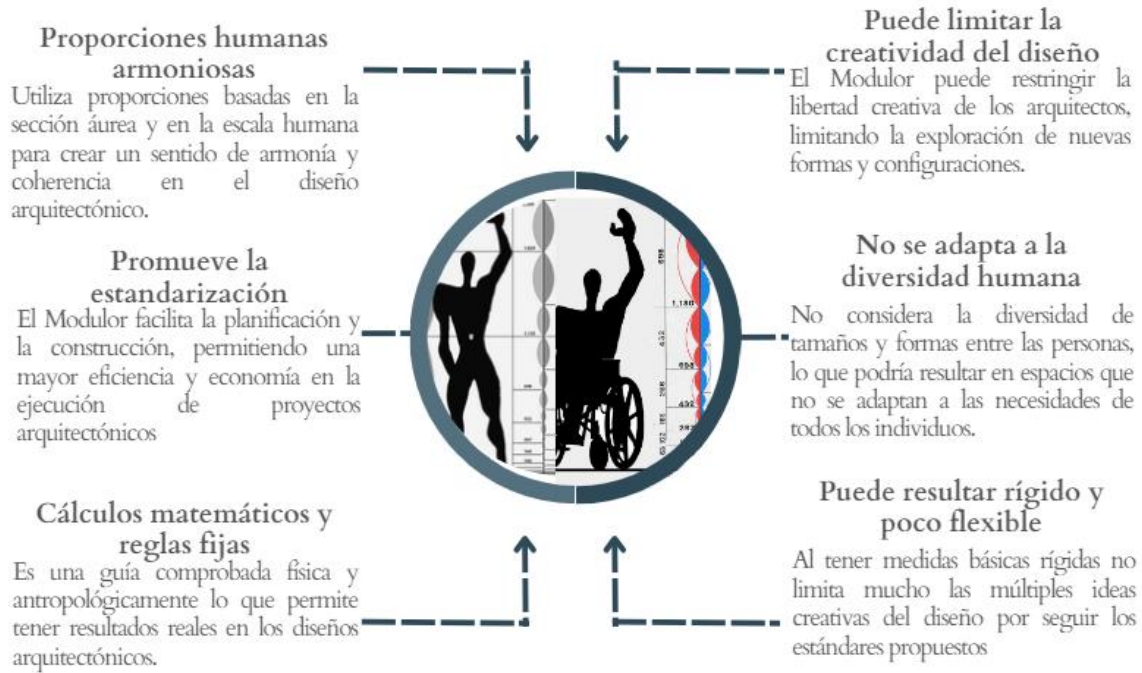 Proporciones humanas
armoniosas
Utiliza proporciones basadas en la
sección áurea y en la escala humana
para crear un sentido de armonía y
coherencia en el diseño
arquitectónico.
Promueve la
estandarización
El Modulor facilita la planificación y
la construcción, permitiendo una
mayor eficiencia y economía en la
ejecución de proyectos
arquitectónicos
Cálculos matemáticos y
reglas fijas
Es una guía comprobada física y
antropológicamente lo que permite
tener resultados reales en los diseños
arquitectónicos.
Puede limitar la
creatividad del diseño
El Modulor puede restringir la
libertad creativa de los arquitectos,
limitando la exploración de nuevas
formas y configuraciones.
No se adapta a la
diversidad humana
No considera la diversidad de
tamaños y formas entre las personas,
lo que podría resultar en espacios que
no se adaptan a las necesidades de
todos los individuos.
Puede resultar rígido y
poco flexible
Al tener medidas básicas rígidas no
limita mucho las múltiples ideas
creativas del diseño por seguir los
estándares propuestos
698
1.130
432